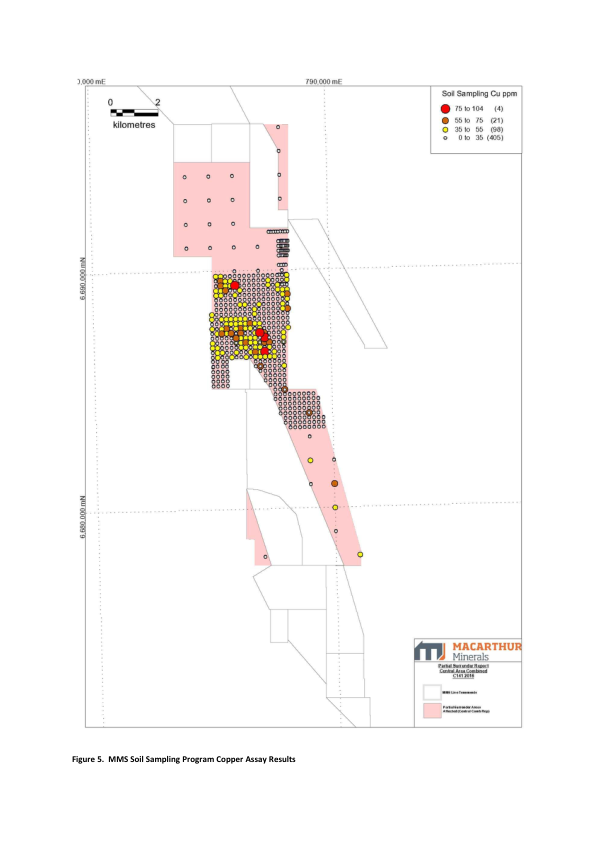 0,000 mE
790,000 mE
0 2
kilometres
Soil Sampling Cu ppm
75 to 104 (4)
55 to 75 (21)
35 to 55 (98)
0 to 35 (405)
6,690,000 mN
6,680,000 mN
MACARTHUR
Minerals
Partial Surrender Report
Central Area Combined
C141 2016
MMS Live Tenements
Partial Surrender Areas
Figure 5. MMS Soil Sampling Program Copper Assay Results